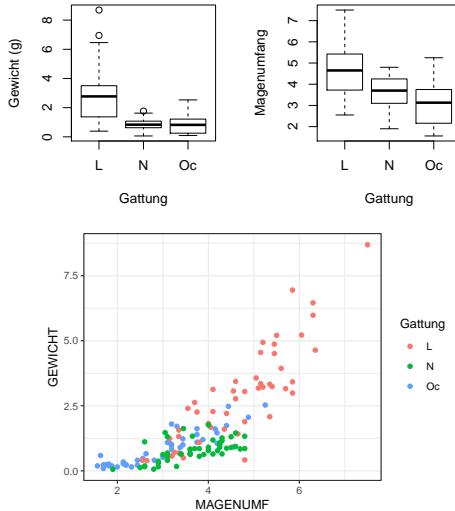 Gewicht (g)
8
6
4
2
0
L N Oc
Gattung
Magenumfang
7
6
5
4
3
2
L N Oc
Gattung
GEWICHT
7.5
5.0
2.5
0.0
2 4 6
MAGENUMF
Gattung
L
N
Oc